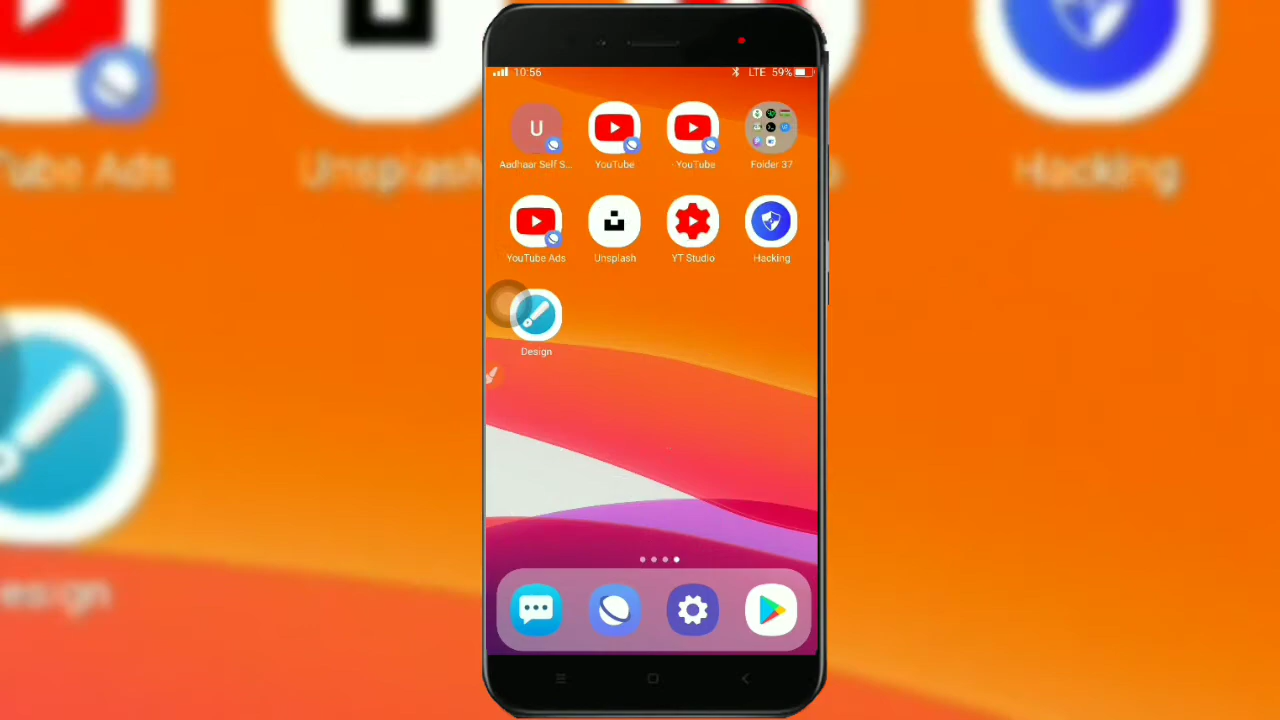 10:56 LTE 59%
U
Aadhaar Self S... YouTube YouTube Folder 37
YouTube Ads Unsplash YT Studio Hacking
Design
Tube Ads Unsplash Hacking
esign